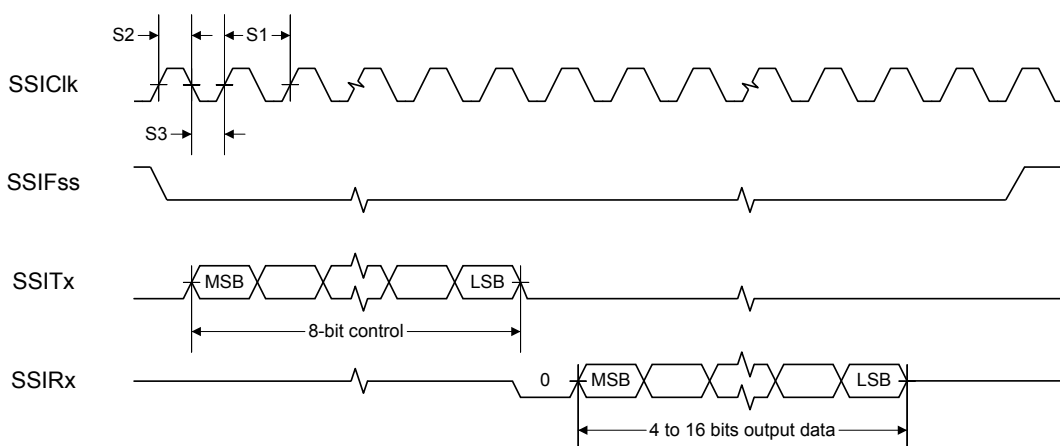 S2
S1
SSIClk
S3
SSIFss
SSITx
MSB
LSB
8-bit control
SSIRx
0
MSB
LSB
4 to 16 bits output data